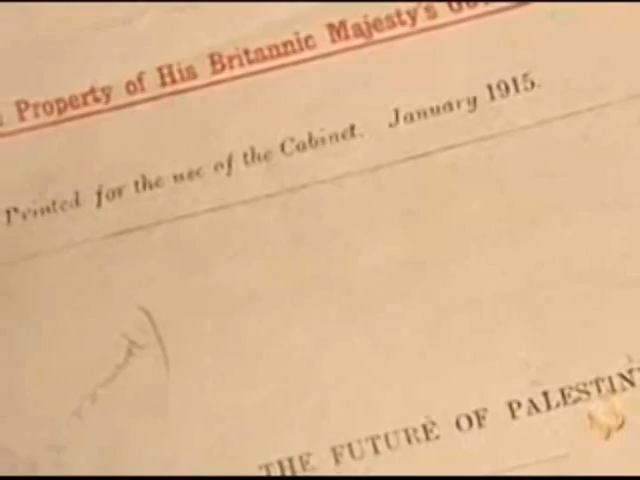 Property of His Britannic Majesty's
Printed for the use of the Cabinet. January 1915.
THE FUTURE OF PALESTIN